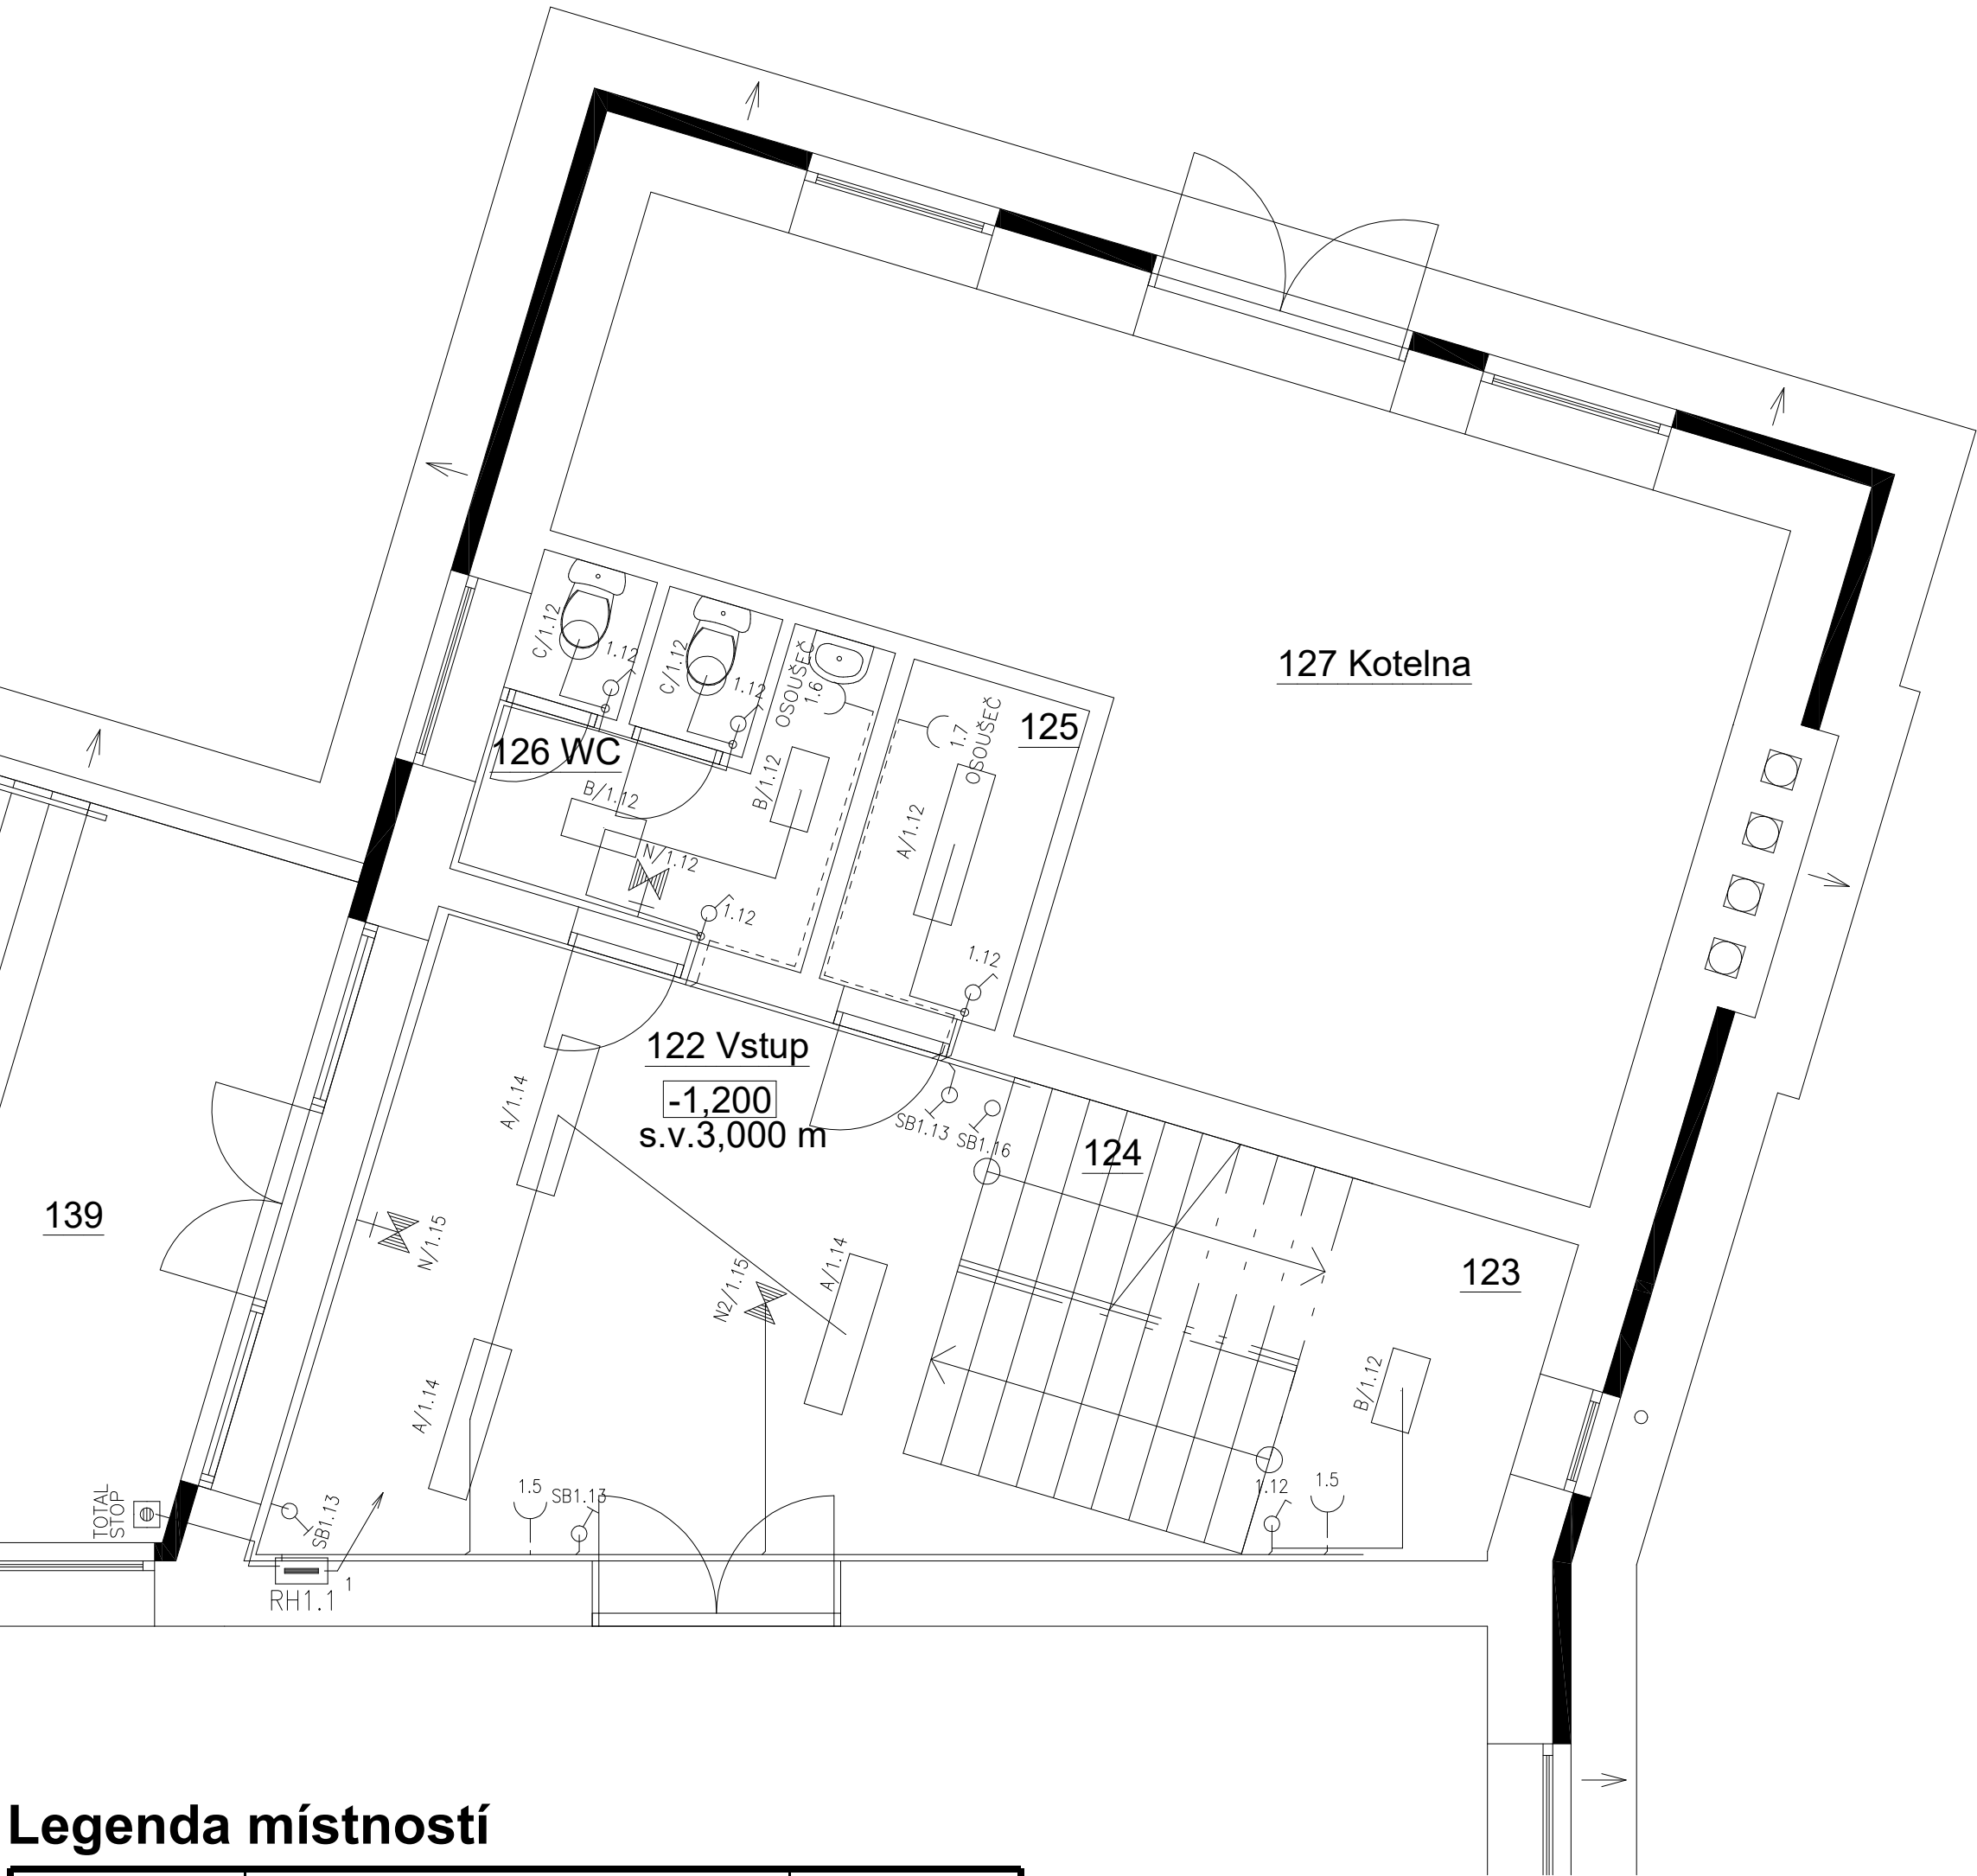 C/1.12
1.12
C/1.12
1.12
OSOUŠEČ
1.6
127 Kotelna
125
1.7
OSOUŠEČ
126 WC
B/1.12
B/1.12
A/1.12
N/1.12
1.12
1.12
122 Vstup
-1,200
s.v.3,000 m
A/1.14
SB1.13
SB1.16
124
139
N/1.15
N2/1.15
A/1.14
123
A/1.14
B/1.12
TOTAL
STOP
SB1.13
1.5
SB1.13
1.12
1.5
RH1.1
1
Legenda místností